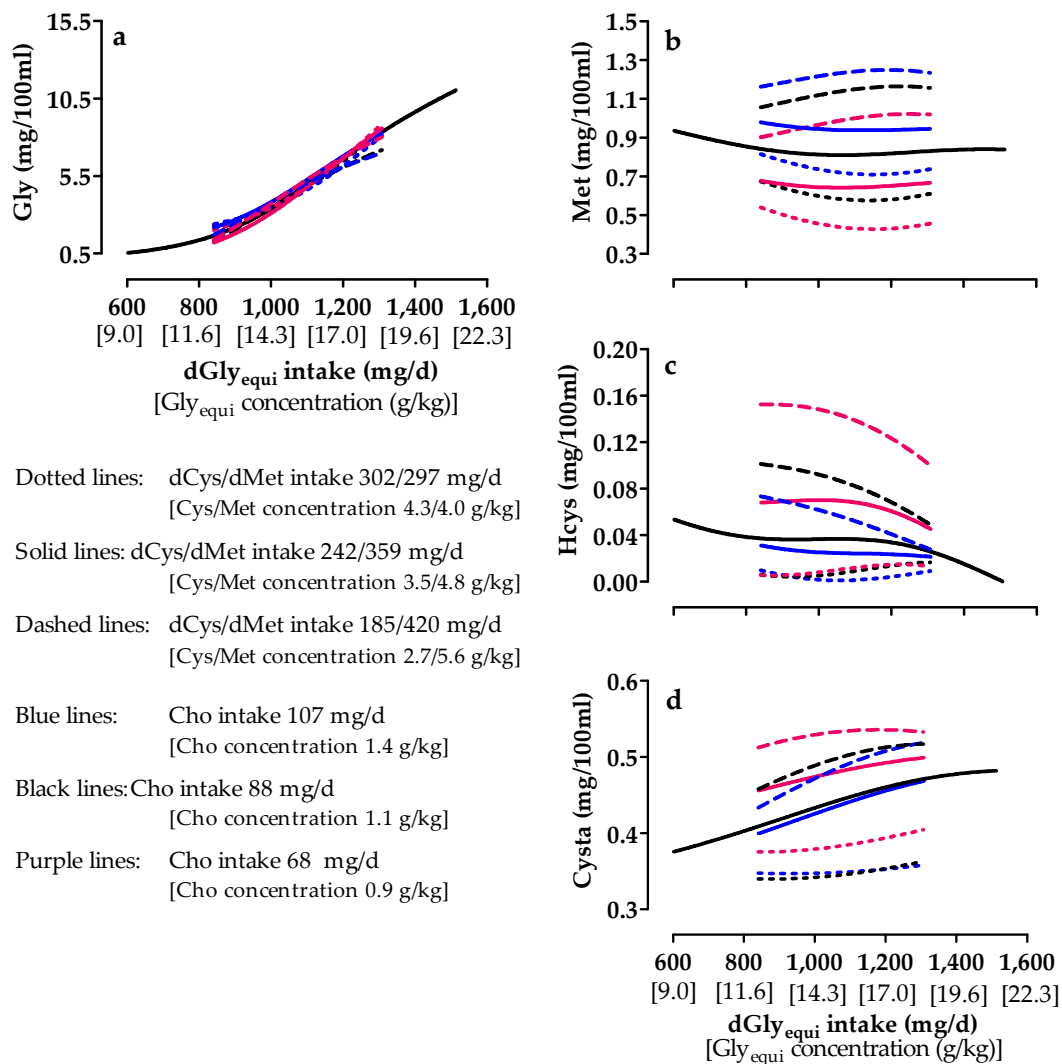 a
15.5
10.5
5.5
0.5
Gly (mg/100ml)
600 800 1,000 1,200 1,400 1,600
[9.0] [11.6] [14.3] [17.0] [19.6] [22.3]
dGlyequi intake (mg/d)
[Glyequi concentration (g/kg)]
Dotted lines: dCys/dMet intake 302/297 mg/d
[Cys/Met concentration 4.3/4.0 g/kg]
Solid lines: dCys/dMet intake 242/359 mg/d
[Cys/Met concentration 3.5/4.8 g/kg]
Dashed lines: dCys/dMet intake 185/420 mg/d
[Cys/Met concentration 2.7/5.6 g/kg]
Blue lines: Cho intake 107 mg/d
[Cho concentration 1.4 g/kg]
Black lines: Cho intake 88 mg/d
[Cho concentration 1.1 g/kg]
Purple lines: Cho intake 68 mg/d
[Cho concentration 0.9 g/kg]
b
1.5
1.3
1.1
0.9
0.7
0.5
0.3
Met (mg/100ml)
c
0.20
0.16
0.12
0.08
0.04
0.00
Hcys (mg/100ml)
d
0.6
0.5
0.4
0.3
Cysta (mg/100ml)
600 800 1,000 1,200 1,400 1,600
[9.0] [11.6] [14.3] [17.0] [19.6] [22.3]
dGlyequi intake (mg/d)
[Glyequi concentration (g/kg)]